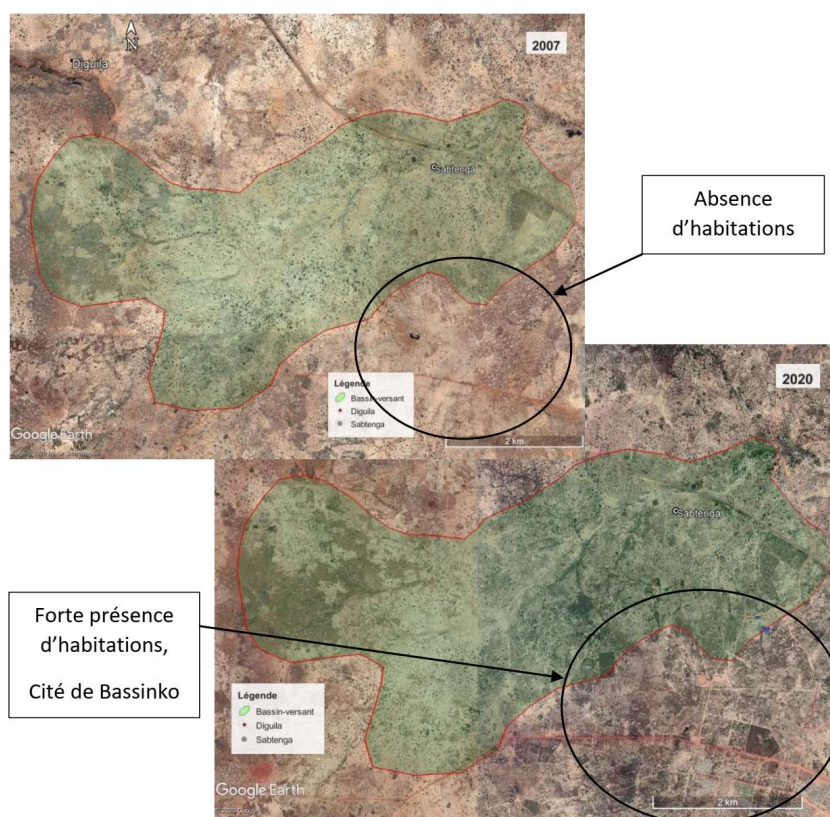 2007
N
Diguila
Sabtenga
Absence
d’habitations
Légende
Bassin-versant
Diguila
Sabtenga
Google Earth
2 km
2020
Sabtenga
Forte présence
d’habitations,
Cité de Bassinko
Légende
Bassin-versant
Diguila
Sabtenga
Google Earth
© 2020
2 km